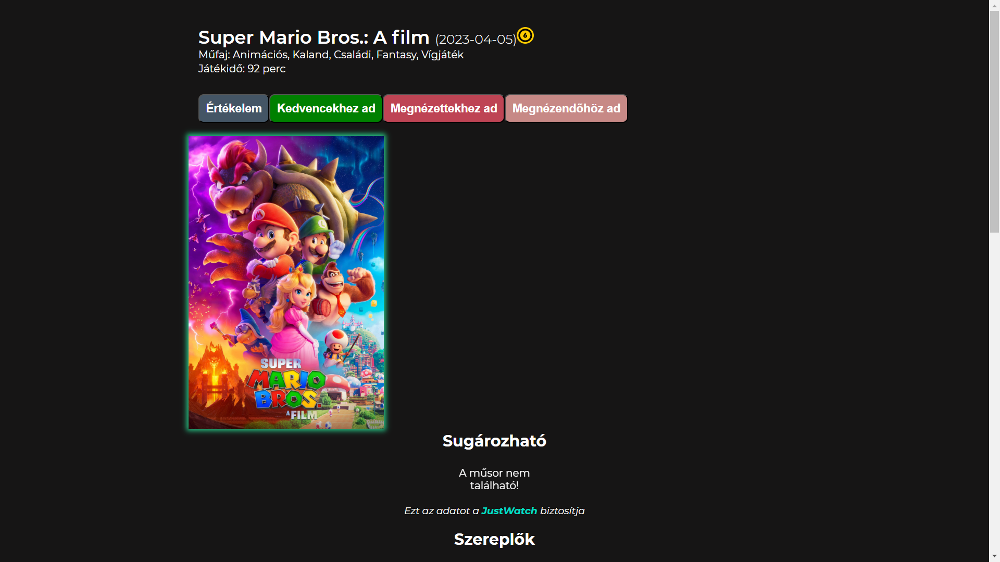 Super Mario Bros.: A film (2023-04-05) 6
Műfaj: Animációs, Kaland, Családi, Fantasy, Vígjáték
Játékidő: 92 perc
Értékelem Kedvencekhez ad Megnézettekhez ad Megnézendőhöz ad
M
L
SUPER
MARIO
BROS.
A FILM
Sugározható
A műsor nem
található!
Ezt az adatot a JustWatch biztosítja
Szereplők